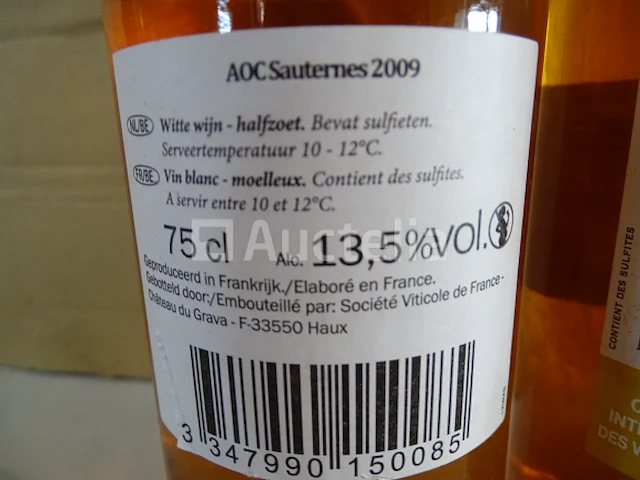 AOC Sauternes 2009
NL/BE Witte wijn - halfzoet. Bevat sulfieten.
Serveertemperatuur 10 - 12°C.
FR/BE Vin blanc - moelleux. Contient des sulfites.
A servir entre 10 et 12°C.
75 cl Alc. 13,5%vol.
Auctelia
Geproduceerd in Frankrijk./Elaboré en France.
Gebotteld door:/Embouteillé par: Société Viticole de France -
Château du Grava - F-33550 Haux
3 347990 150085
CONTIENT DES SULFITES
DES